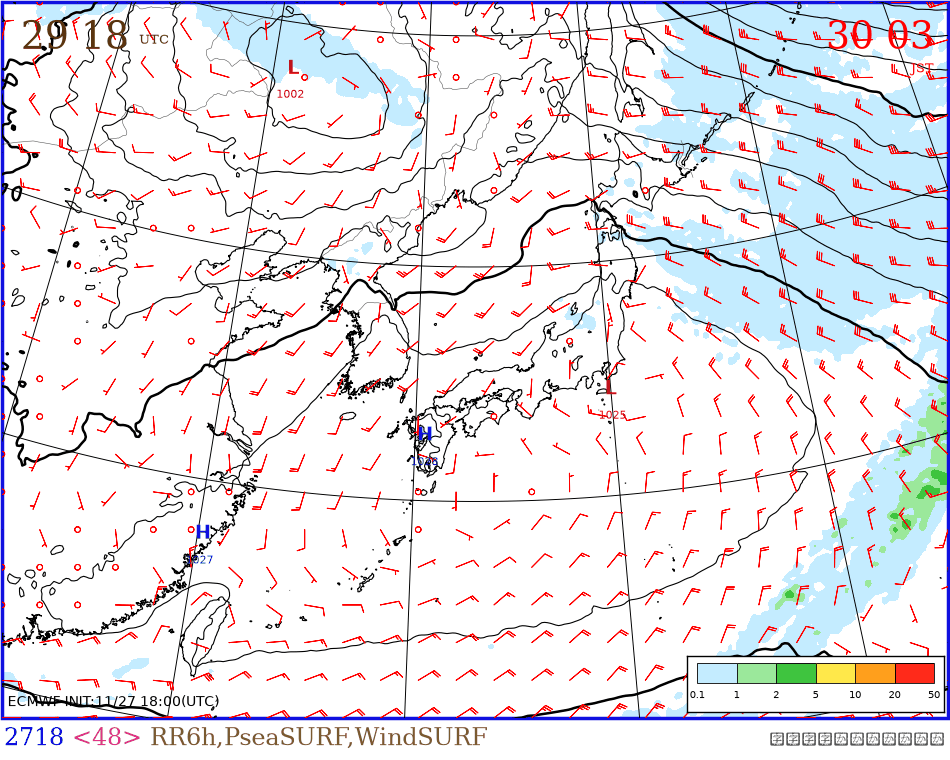 29 18 UTC
30 03
JST
L
1002
70
L
1025
H
H
1027
0.1 1 2 5 10 20 50
ECMWF INIT:11/27 18:00(UTC)
2718 <48> RR6h,PseaSURF,WindSURF